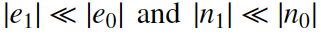 |e₁| ≪ |e₀| and |n₁| ≪ |n₀|